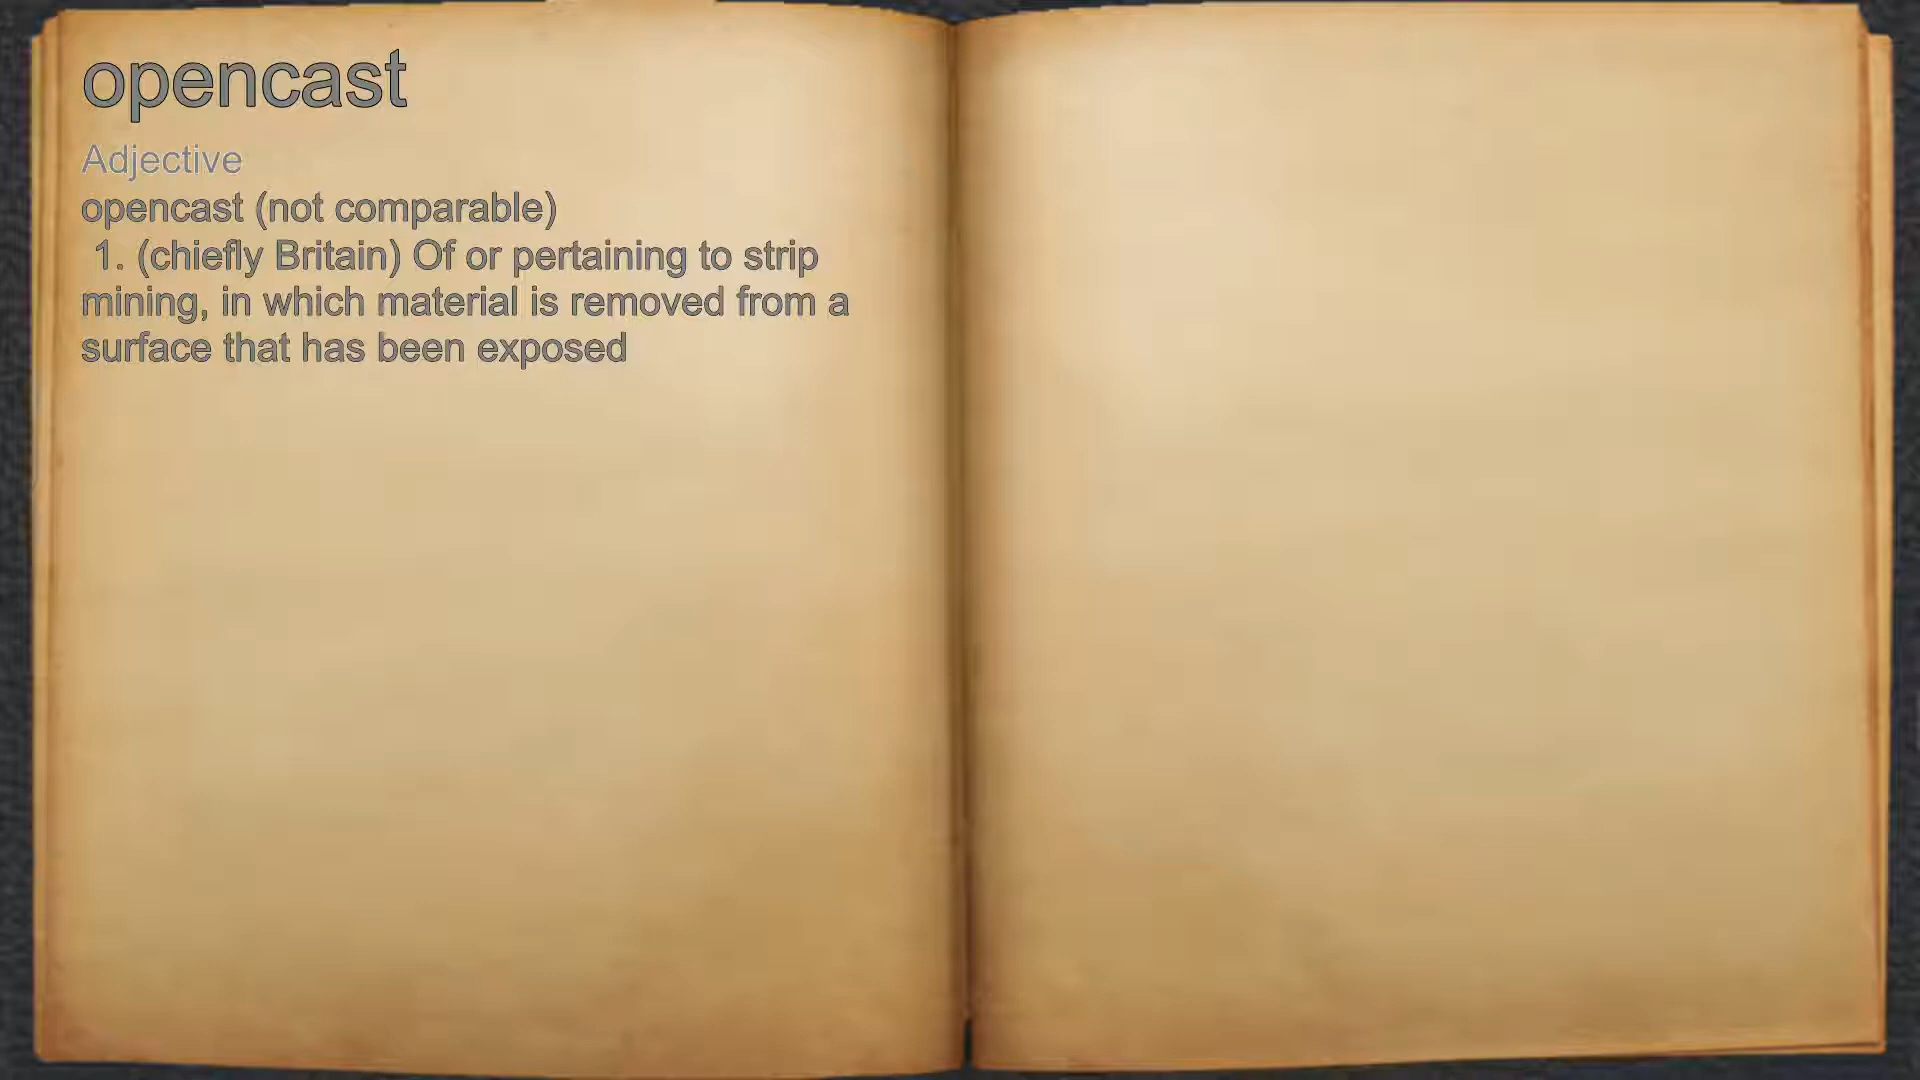 opencast
Adjective
opencast (not comparable)
1. (chiefly Britain) Of or pertaining to strip
mining, in which material is removed from a
surface that has been exposed